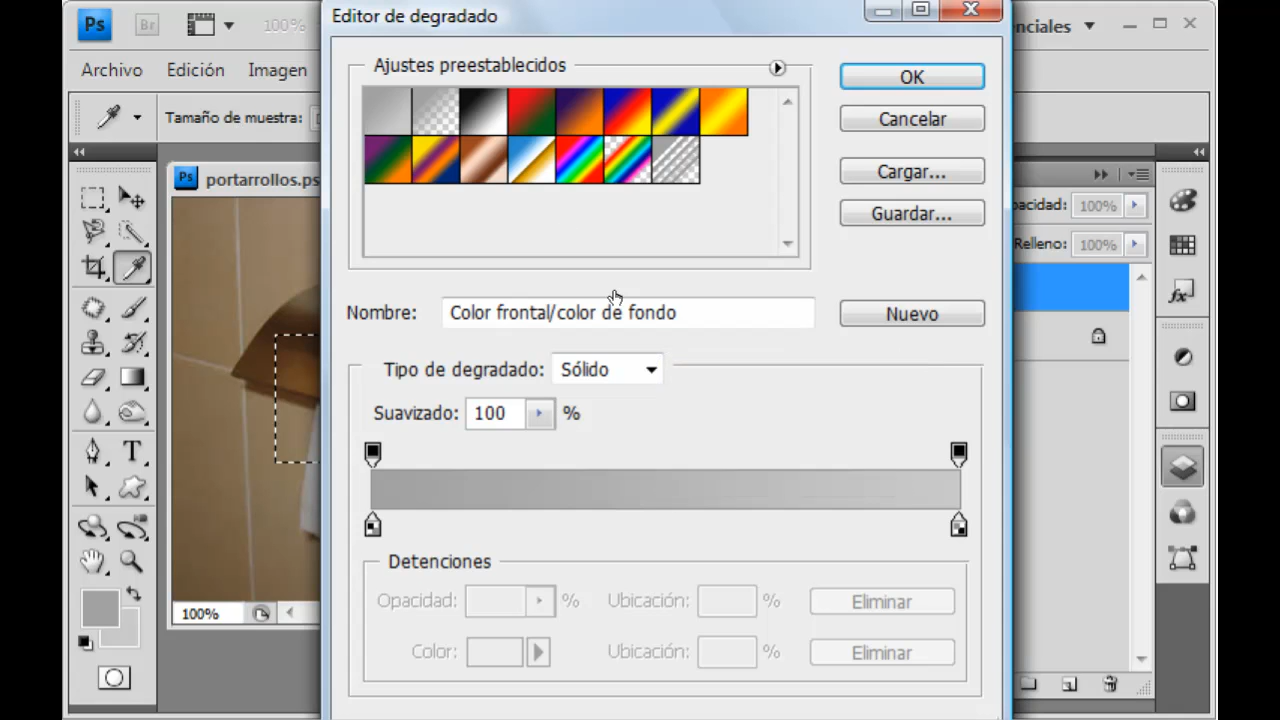 Ps
Br
100%
Editor de degradado
nciales
Archivo
Edición
Imagen
Ajustes preestablecidos
OK
Tamaño de muestra:
Cancelar
Ps
portarrollos.ps
Cargar...
Guardar...
pacidad:
100%
Relleno:
100%
fx
Nombre:
Color frontal/color de fondo
Nuevo
Tipo de degradado:
Sólido
Suavizado:
100
%
T
Detenciones
Opacidad:
%
Ubicación:
%
Eliminar
100%
Color:
Ubicación:
%
Eliminar